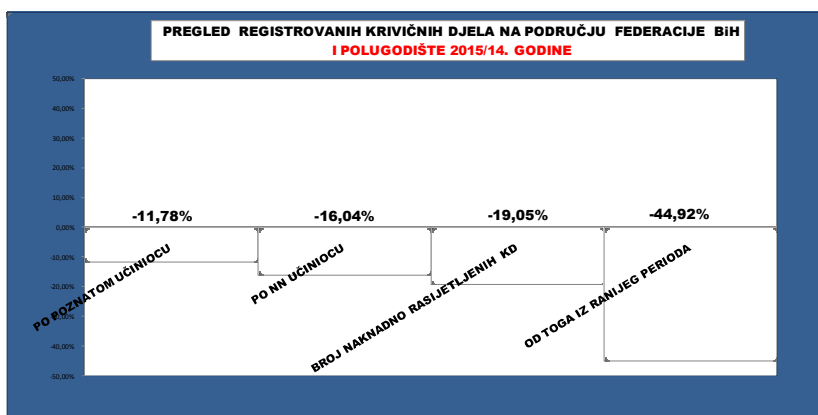 PREGLED REGISTROVANIH KRIVIČNIH DJELA NA PODRUČJU FEDERACIJE BiH
I POLUGODIŠTE 2015/14. GODINE
50,00%
40,00%
30,00%
20,00%
10,00%
0,00%
-10,00%
-20,00%
-30,00%
-40,00%
-50,00%
-11,78%
-16,04%
-19,05%
-44,92%
PO POZNATOM UČINIOCU
PO NN UČINIOCU
BROJ NAKNADNO RASIJETLJENIH KD
OD TOGA IZ RANIJEG PERIODA